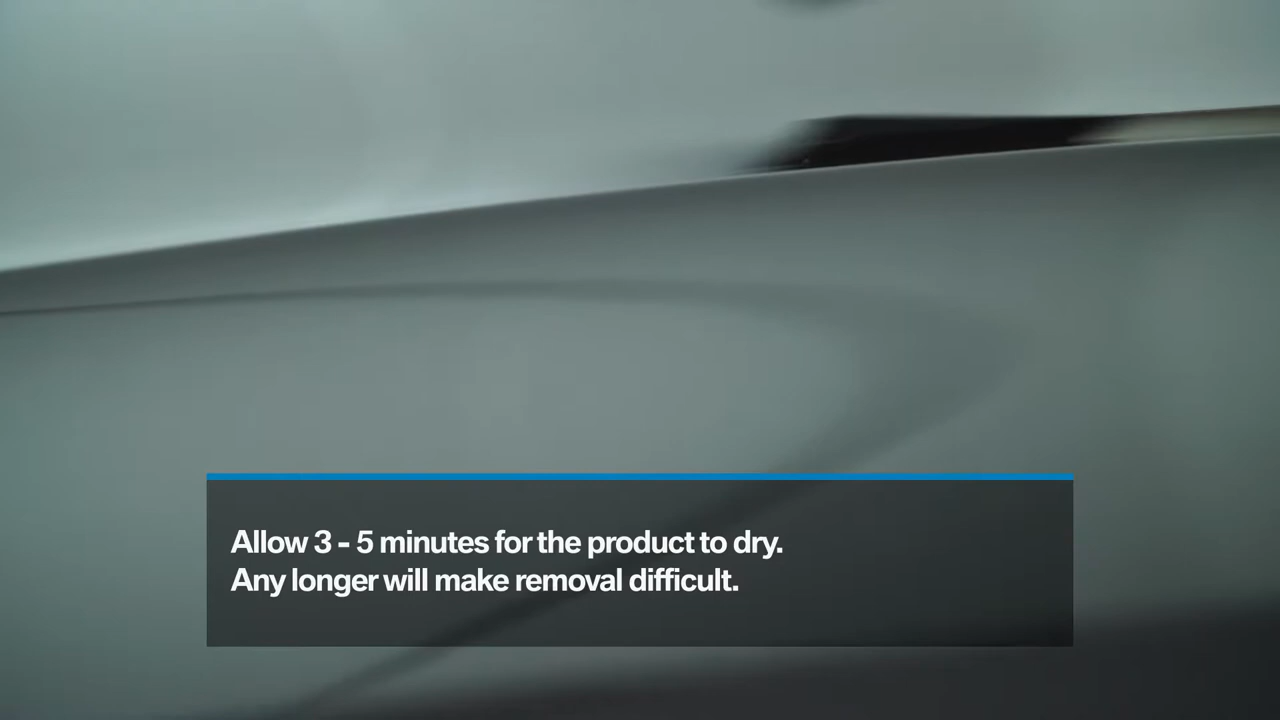 Allow 3 - 5 minutes for the product to dry.
Any longer will make removal difficult.